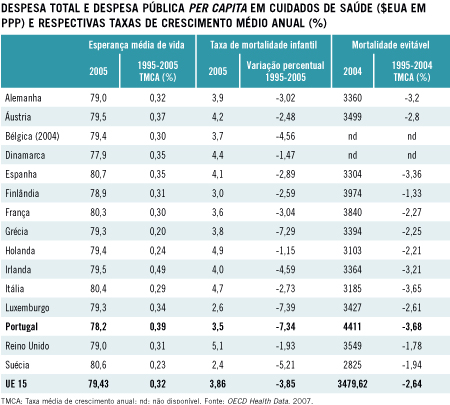 DESPESA TOTAL E DESPESA PÚBLICA PER CAPITA EM CUIDADOS DE SAÚDE ($EUA EM
PPP) E RESPECTIVAS TAXAS DE CRESCIMENTO MÉDIO ANUAL (%)
Esperança média de vida Taxa de mortalidade infantil Mortalidade evitável
2005 1995-2005 TMCA (%) 2005 Variação percentual 1995-2005 2004 1995-2004 TMCA (%)
Alemanha 79,0 0,32 3,9 -3,02 3360 -3,2
Áustria 79,5 0,37 4,2 -2,48 3499 -2,8
Bélgica (2004) 79,4 0,30 3,7 -4,56 nd nd
Dinamarca 77,9 0,35 4,4 -1,47 nd nd
Espanha 80,7 0,35 4,1 -2,89 3304 -3,36
Finlândia 78,9 0,31 3,0 -2,59 3974 -1,33
França 80,3 0,30 3,6 -3,04 3840 -2,27
Grécia 79,3 0,20 3,8 -7,29 3394 -2,25
Holanda 79,4 0,24 4,9 -1,15 3103 -2,21
Irlanda 79,5 0,49 4,0 -4,59 3364 -3,21
Itália 80,4 0,29 4,7 -2,73 3185 -3,65
Luxemburgo 79,3 0,34 2,6 -7,39 3427 -2,61
Portugal 78,2 0,39 3,5 -7,34 4411 -3,68
Reino Unido 79,0 0,31 5,1 -1,93 3549 -1,78
Suécia 80,6 0,23 2,4 -5,21 2825 -1,94
UE 15 79,43 0,32 3,86 -3,85 3479,62 -2,64
TMCA: Taxa média de crescimento anual; nd: não disponível. Fonte: OECD Health Data, 2007.